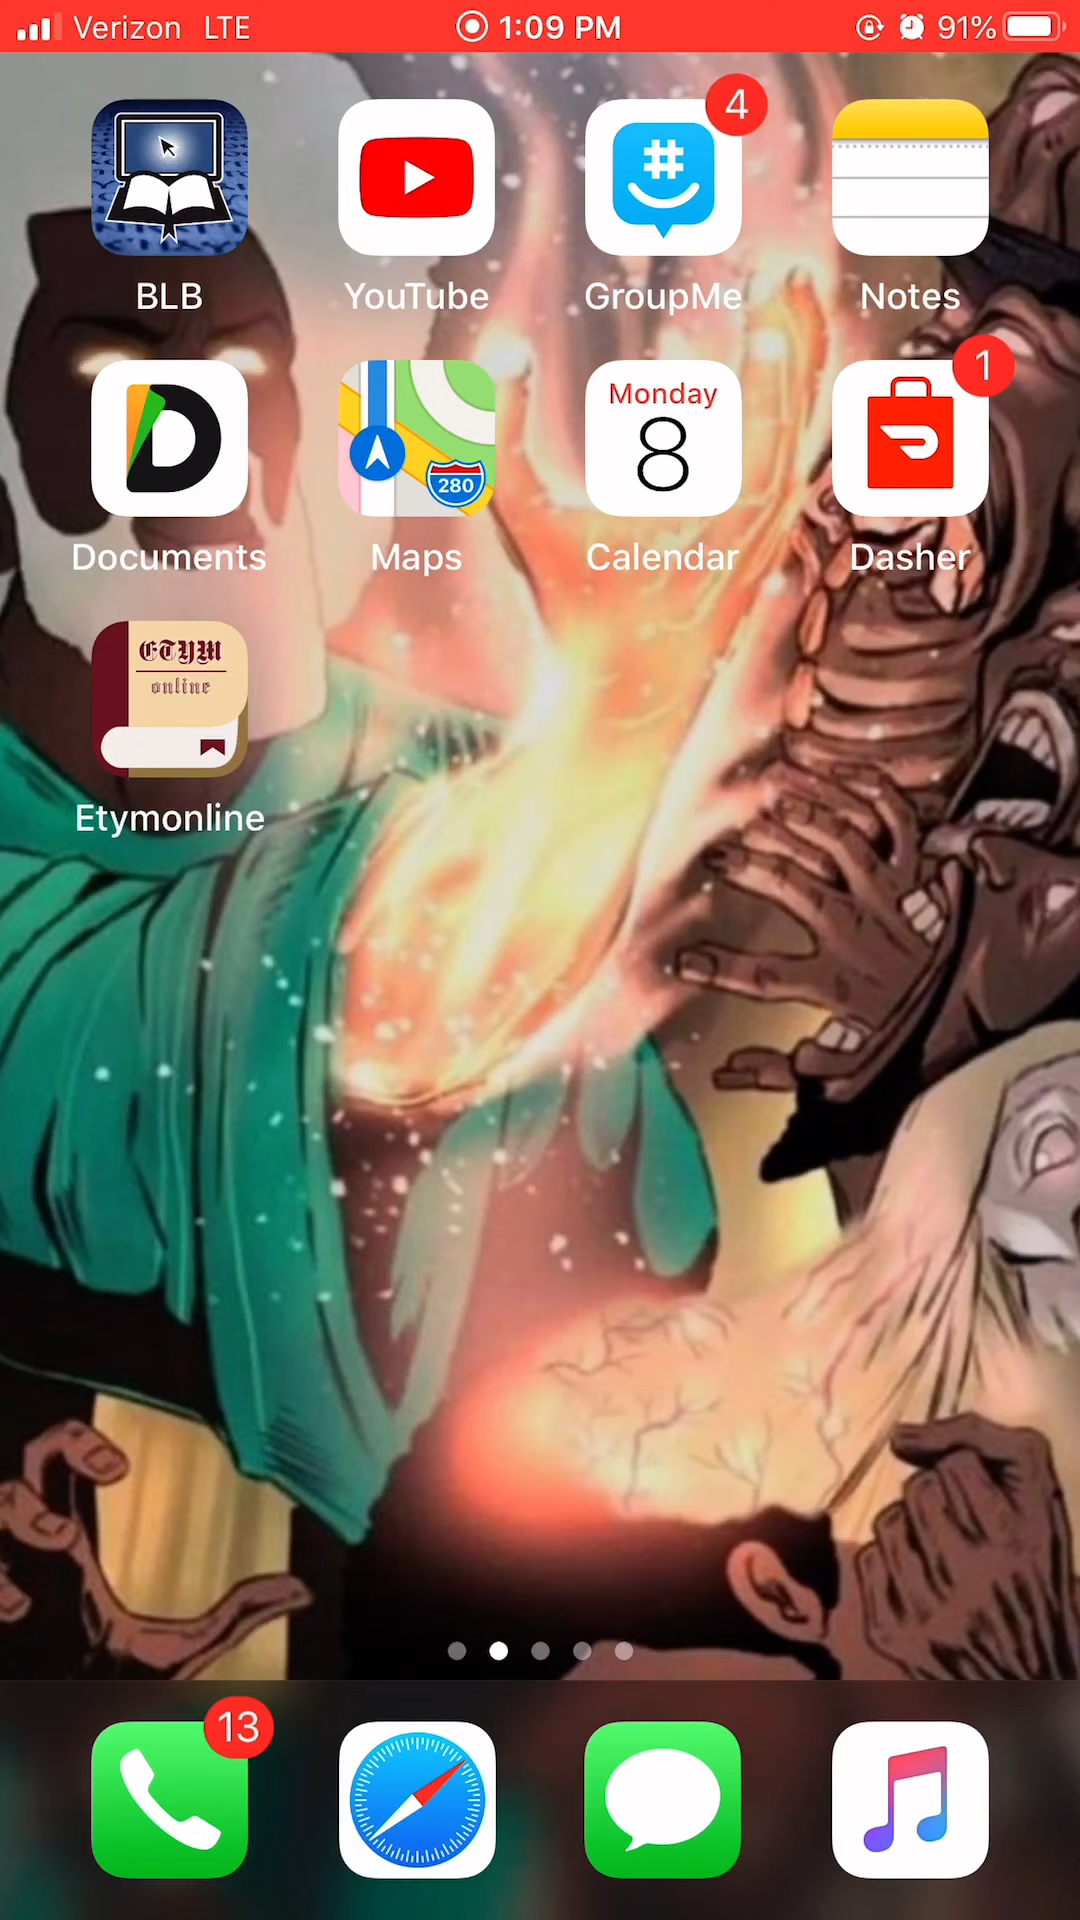 Verizon LTE 1:09 PM 91%
4
BLB YouTube GroupMe Notes
Monday
8
1
280
Documents Maps Calendar Dasher
ETYM
online
Etymonline
13